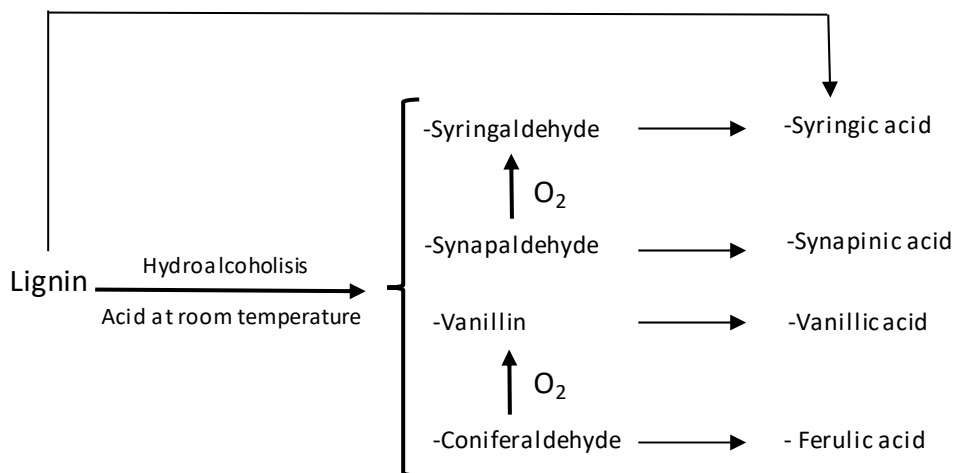 -Syringaldehyde
-Syringic acid
O2
-Synapaldehyde
-Synapinic acid
Lignin
Hydroalcoholisis
Acid at room temperature
-Vanillin
-Vanillic acid
O2
-Coniferaldehyde
- Ferulic acid